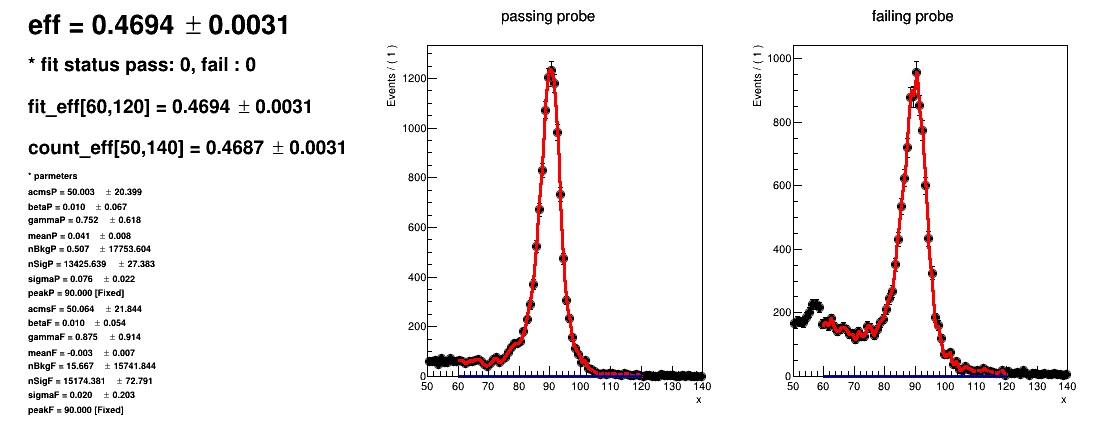 eff = 0.4694 ± 0.0031
* fit status pass: 0, fail : 0
fit_eff[60,120] = 0.4694 ± 0.0031
count_eff[50,140] = 0.4687 ± 0.0031
* parmeters
acmsP = 50.003 ± 20.399
betaP = 0.010 ± 0.067
gammaP = 0.752 ± 0.618
meanP = 0.041 ± 0.008
nBkgP = 0.507 ± 17753.604
nSigP = 13425.639 ± 27.383
sigmaP = 0.076 ± 0.022
peakP = 90.000 [Fixed]
acmsF = 50.064 ± 21.844
betaF = 0.010 ± 0.054
gammaF = 0.875 ± 0.914
meanF = -0.003 ± 0.007
nBkgF = 15.667 ± 15741.844
nSigF = 15174.381 ± 72.791
sigmaF = 0.020 ± 0.203
peakF = 90.000 [Fixed]
passing probe
Events / ( 1 )
1200
1000
800
600
400
200
0
50 60 70 80 90 100 110 120 130 140
x
failing probe
Events / ( 1 )
1000
800
600
400
200
0
50 60 70 80 90 100 110 120 130 140
x